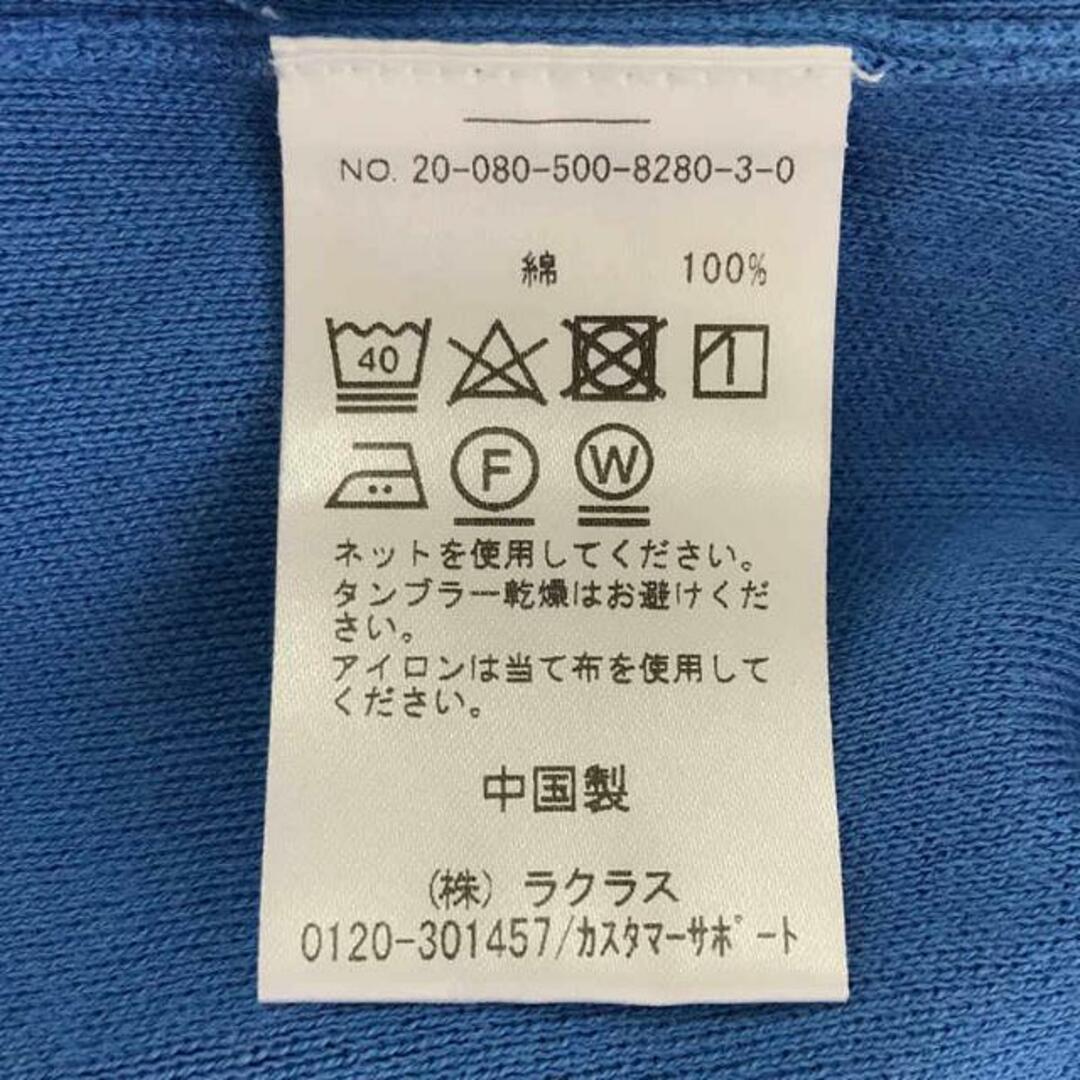 NO. 20-080-500-8280-3-0
綿 100%
40
F W
ネットを使用してください。
タンブラー乾燥はお避けくだ
さい。
アイロンは当て布を使用して
ください。
中国製
(株) ラクラス
0120-301457/カスタマーサポート